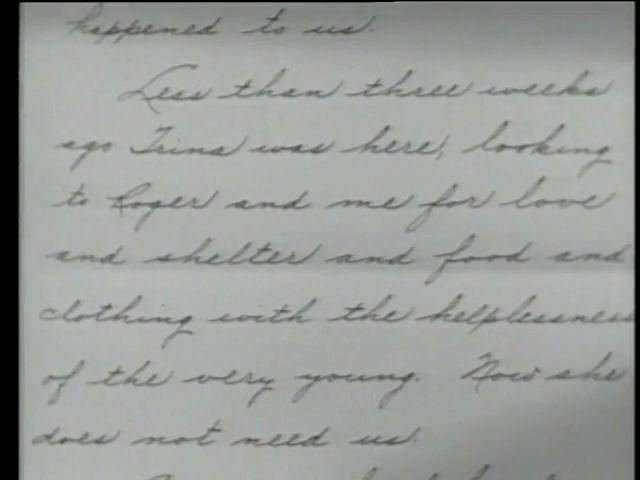 happened to us.
Less than three weeks
ago Trina was here, looking
to Roger and me for love
and shelter and food and
clothing with the helplessness
of the very young. Now she
does not need us.